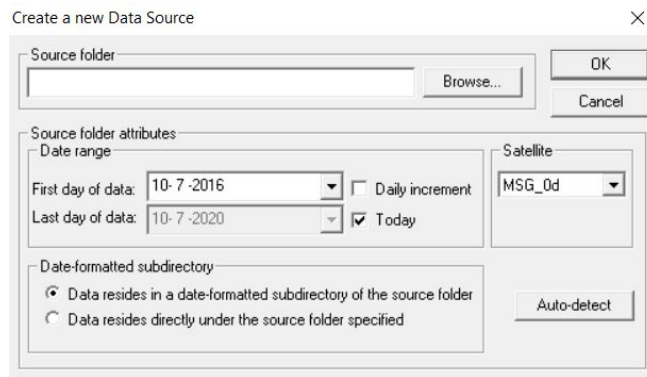 Create a new Data Source
Source folder
Browse...
OK
Cancel
Source folder attributes
Date range
First day of data: 10- 7 -2016 Daily increment
Last day of data: 10- 7 -2020 Today
Satellite
MSG_0d
Date-formatted subdirectory
Data resides in a date-formatted subdirectory of the source folder
Data resides directly under the source folder specified
Auto-detect